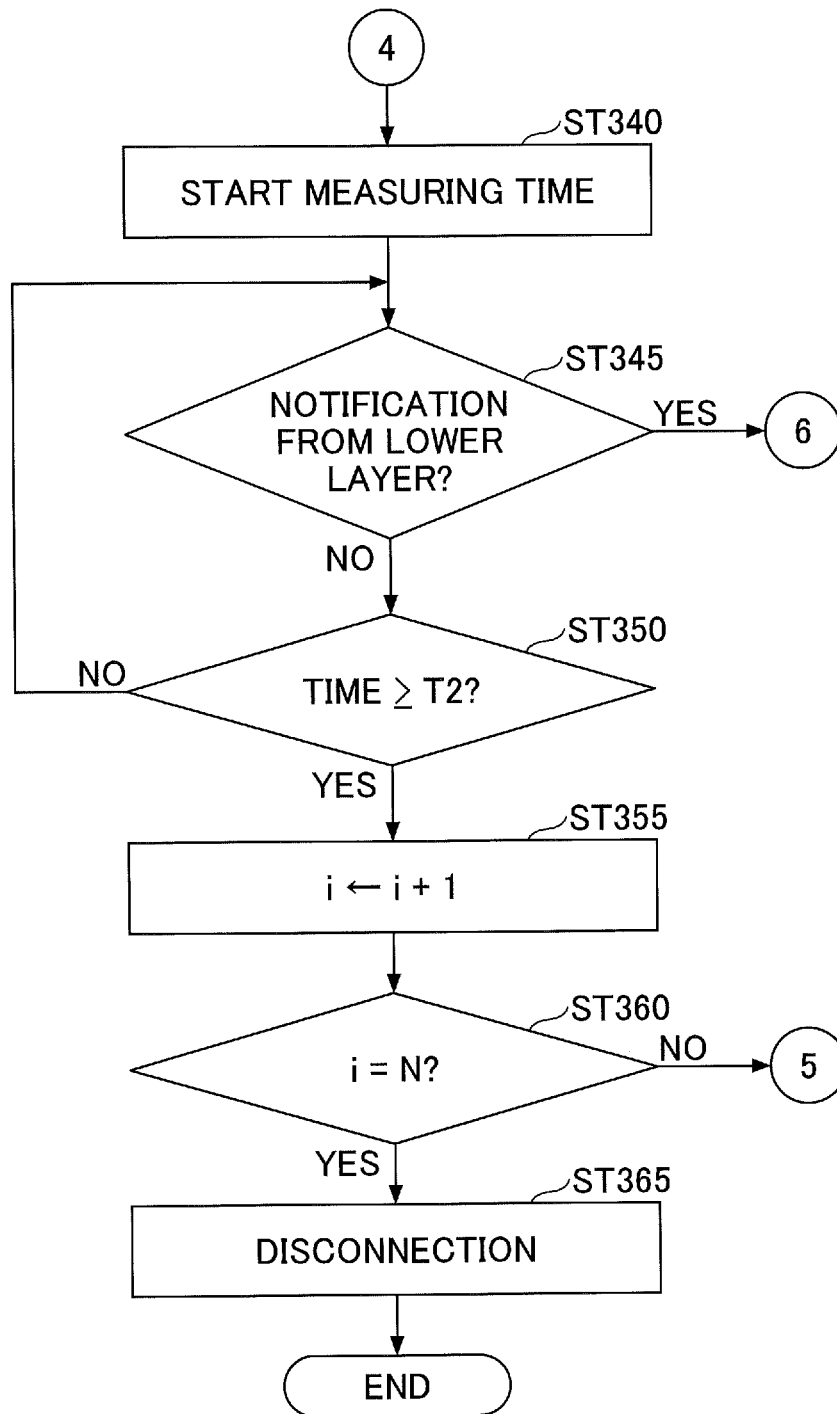 4
ST340
START MEASURING TIME
ST345
NOTIFICATION
FROM LOWER
LAYER?
YES
6
NO
ST350
NO
TIME ≥ T2?
YES
ST355
i ← i + 1
ST360
i = N?
NO
5
YES
ST365
DISCONNECTION
END